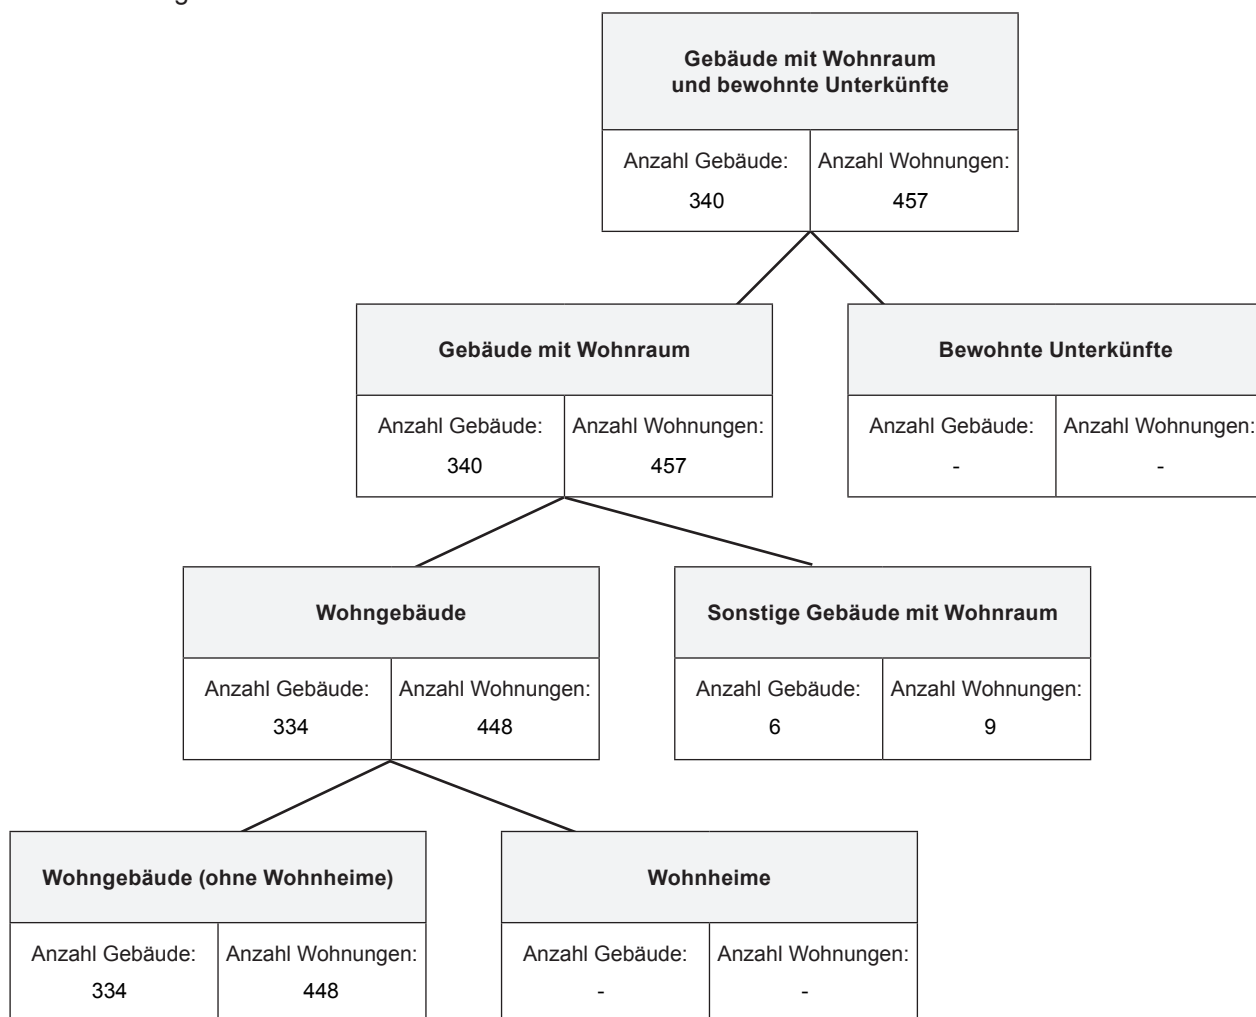 Gebäude mit Wohnraum
und bewohnte Unterkünfte
Anzahl Gebäude: Anzahl Wohnungen:
340 457
Gebäude mit Wohnraum Bewohnte Unterkünfte
Anzahl Gebäude: Anzahl Wohnungen: Anzahl Gebäude: Anzahl Wohnungen:
340 457 - -
Wohngebäude Sonstige Gebäude mit Wohnraum
Anzahl Gebäude: Anzahl Wohnungen: Anzahl Gebäude: Anzahl Wohnungen:
334 448 6 9
Wohngebäude (ohne Wohnheime) Wohnheime
Anzahl Gebäude: Anzahl Wohnungen: Anzahl Gebäude: Anzahl Wohnungen:
334 448 - -